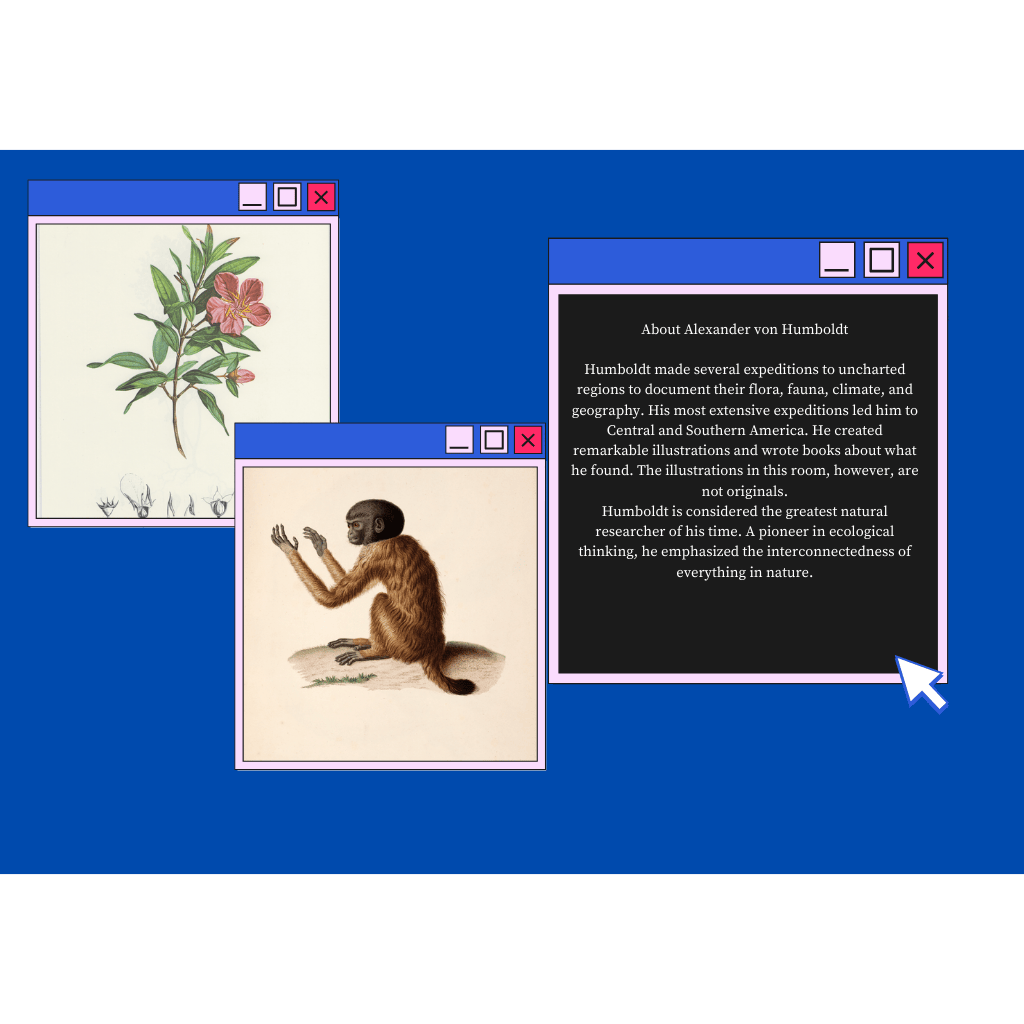 About Alexander von Humboldt
Humboldt made several expeditions to uncharted
regions to document their flora, fauna, climate, and
geography. His most extensive expeditions led him to
Central and Southern America. He created
remarkable illustrations and wrote books about what
he found. The illustrations in this room, however, are
not originals.
Humboldt is considered the greatest natural
researcher of his time. A pioneer in ecological
thinking, he emphasized the interconnectedness of
everything in nature.